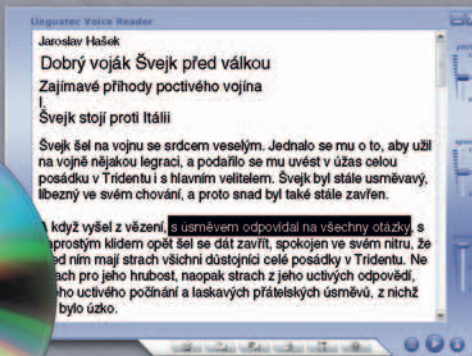 Linguatec Voice Reader
Jaroslav Hašek
Dobrý voják Švejk před válkou
Zajímavé příhody poctivého vojína
I.
Švejk stojí proti Itálii
Švejk šel na vojnu se srdcem veselým. Jednalo se mu o to, aby užil
na vojně nějakou legraci, a podařilo se mu uvést v úžas celou
posádku v Tridentu i s hlavním velitelem. Švejk byl stále usměvavý,
líbezný ve svém chování, a proto snad byl také stále zavřen.
A když vyšel z vězení, s úsměvem odpovídal na všechny otázky, s
naprostým klidem opět šel se dát zavřít, spokojen ve svém nitru, že
před ním mají strach všichni důstojníci celé posádky v Tridentu. Ne
strach pro jeho hrubost, naopak strach z jeho uctivých odpovědí,
jeho uctivého počínání a laskavých přátelských úsměvů, z nichž
bylo úzko.